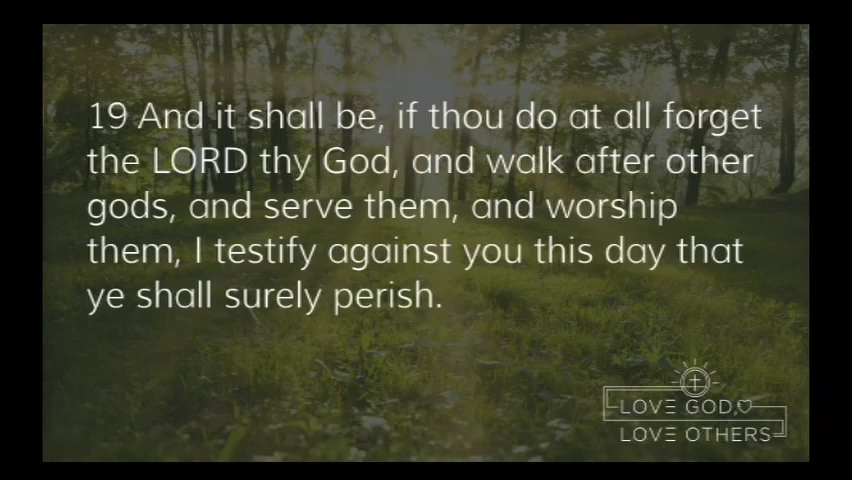 19 And it shall be, if thou do at all forget
the LORD thy God, and walk after other
gods, and serve them, and worship
them, I testify against you this day that
ye shall surely perish.
LOVE GOD,
LOVE OTHERS